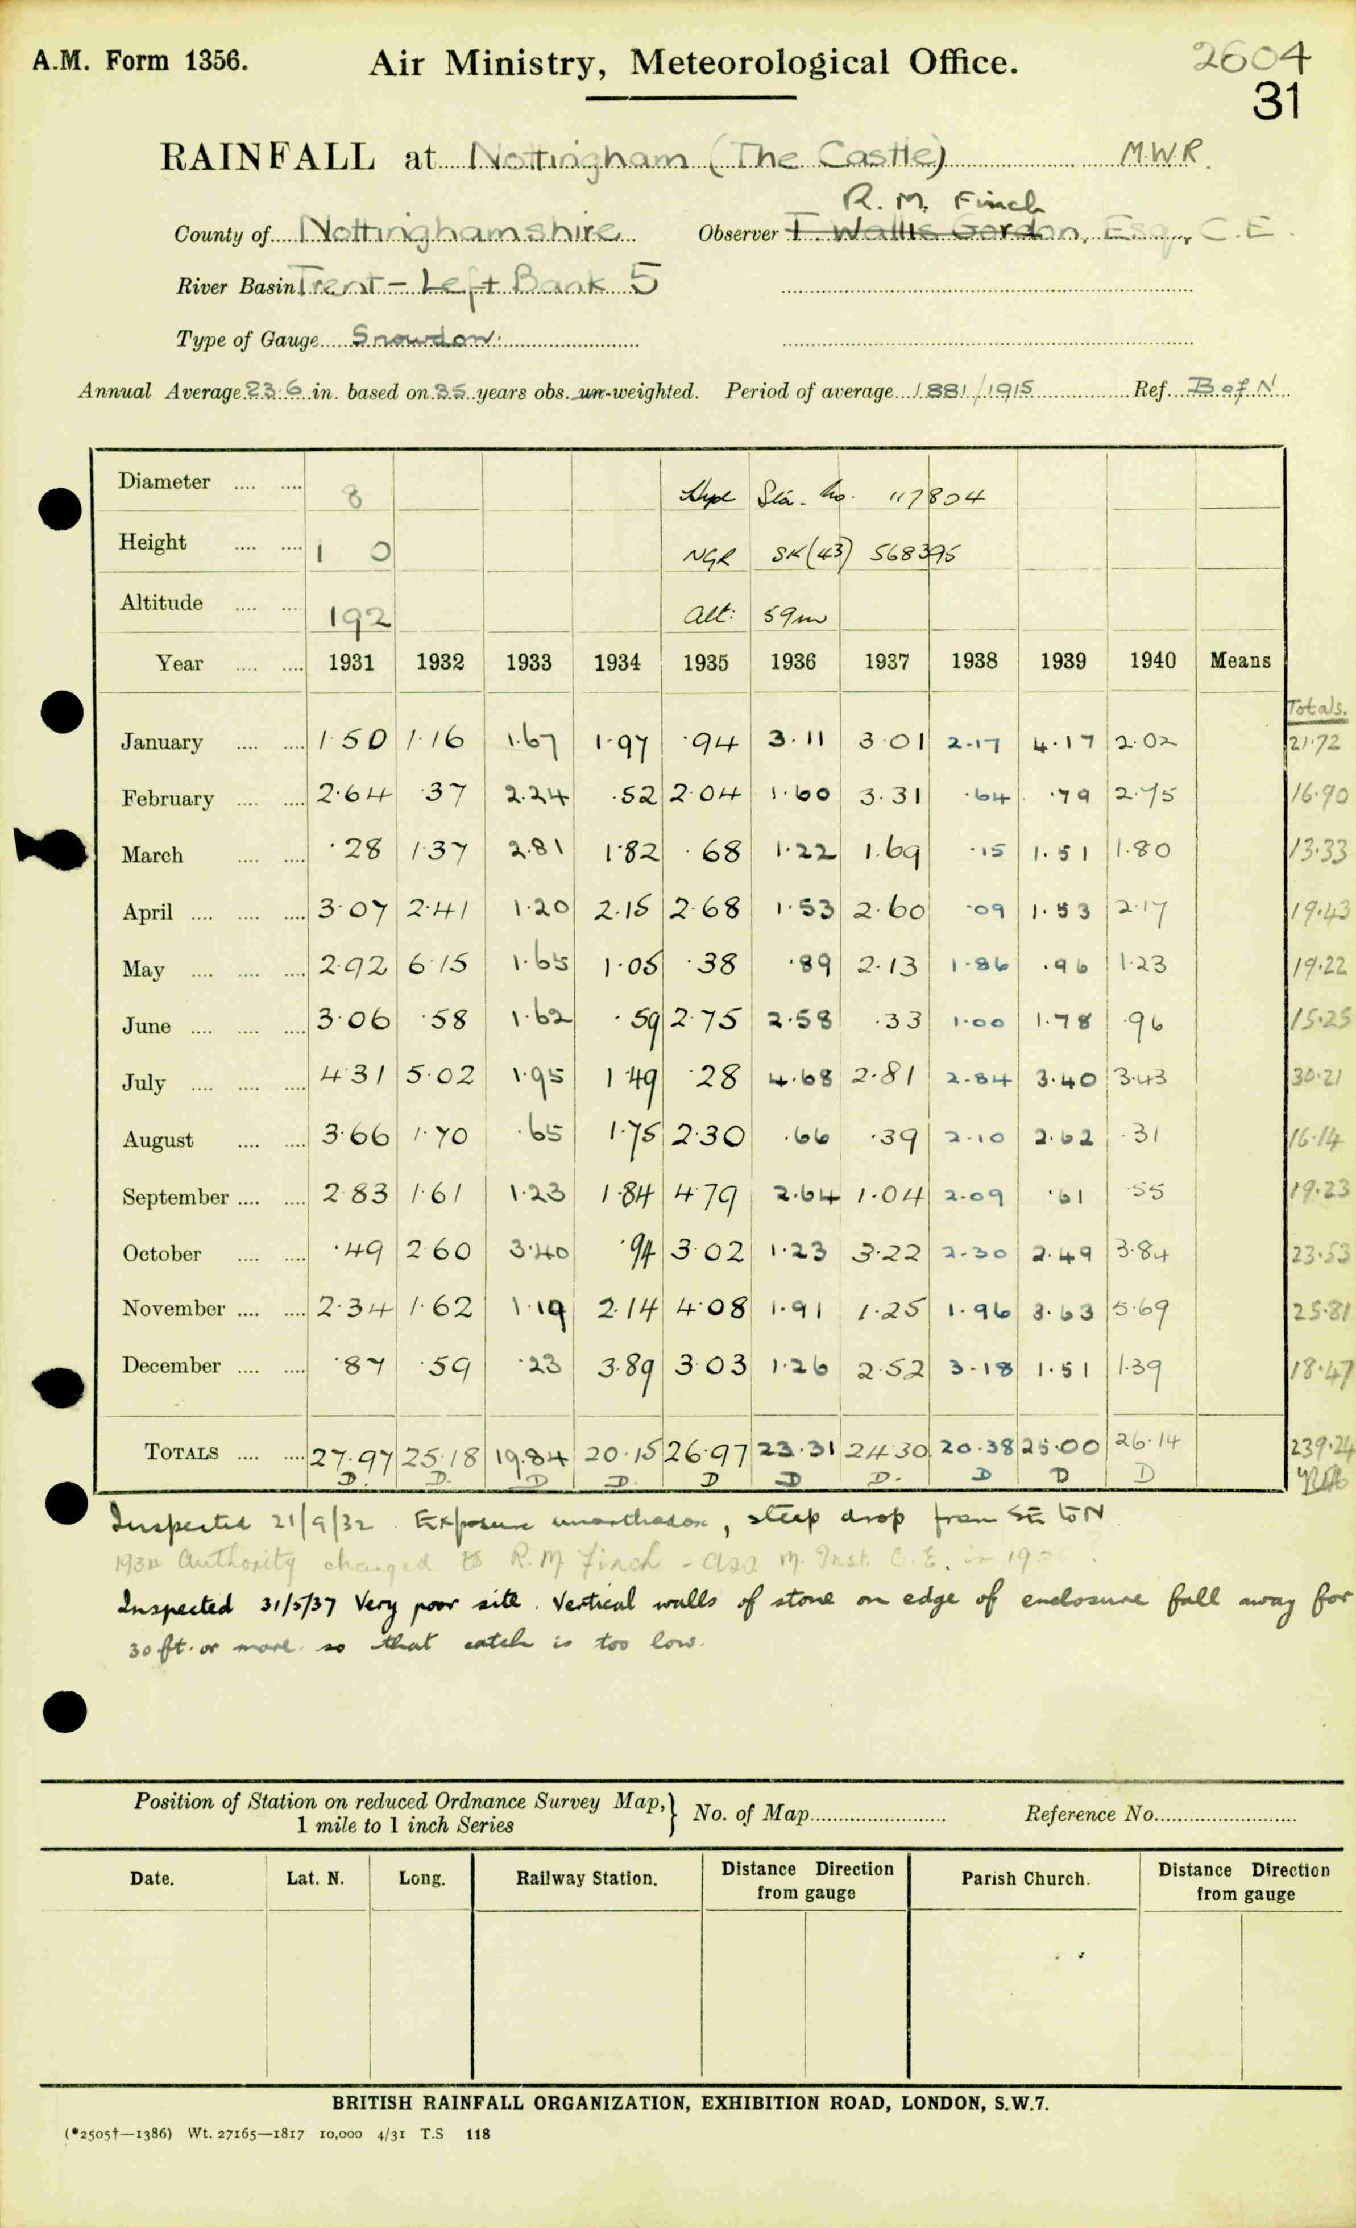 A.M. Form 1356. Air Ministry, Meteorological Office. 2604
31
RAINFALL at Nottingham (The Castle) M.W.R.
R. M. Finch
County of Nottinghamshire Observer T. Wallis Gordon, Esq., C.E.
River Basin Trent - Left Bank 5
Type of Gauge Snowdon
Annual Average 23.6 in. based on 35 years obs. un-weighted. Period of average 1881/1915 Ref. B of N
Diameter .... .... 8 Hyd Sta. No. 117804
Height .... .... 1 0 NGR SK(43) 568395
Altitude .... .... 192 Alt: 59m
Year .... .... 1931 1932 1933 1934 1935 1936 1937 1938 1939 1940 Means
Totals.
January .... .... 1.50 1.16 1.67 1.97 .94 3.11 3.01 2.17 4.17 2.02 21.72
February .... .... 2.64 .37 2.24 .52 2.04 1.60 3.31 .64 .79 2.75 16.90
March .... .... .28 1.37 2.81 1.82 .68 1.22 1.69 .15 1.51 1.80 13.33
April .... .... .... 3.07 2.41 1.20 2.15 2.68 1.53 2.60 .09 1.53 2.17 19.43
May .... .... .... 2.92 6.15 1.65 1.05 .38 .89 2.13 1.86 .96 1.23 19.22
June .... .... .... 3.06 .58 1.62 .59 2.75 2.58 .33 1.00 1.78 .96 15.25
July .... .... .... 4.31 5.02 1.95 1.49 .28 4.68 2.81 2.84 3.40 3.43 30.21
August .... .... 3.66 1.70 .65 1.75 2.30 .66 .39 2.10 2.62 .31 16.14
September .... .... 2.83 1.61 1.23 1.84 4.79 2.64 1.04 2.09 .61 .55 19.23
October .... .... .49 2.60 3.40 .94 3.02 1.23 3.22 2.30 2.49 3.84 23.53
November .... .... 2.34 1.62 1.19 2.14 4.08 1.91 1.25 1.96 3.63 5.69 25.81
December .... .... .87 .59 .23 3.89 3.03 1.26 2.52 3.18 1.51 1.39 18.47
TOTALS .... .... 27.97 25.18 19.84 20.15 26.97 23.31 24.30 20.38 25.00 26.14 239.24
D. D. D D. D D D. D D D
Inspected 21/9/32. Exposure unorthodox, steep drop from SE to N
1934 Authority changed to R. M Finch - Ass. M. Inst. C.E. in
Inspected 31/5/37 Very poor site. Vertical walls of stone on edge of enclosure fall away for
30 ft. or more so that catch is too low.
Position of Station on reduced Ordnance Survey Map,} No. of Map Reference No.
1 mile to 1 inch Series
Date. Lat. N. Long. Railway Station. Distance Direction Parish Church. Distance Direction
from gauge from gauge
BRITISH RAINFALL ORGANIZATION, EXHIBITION ROAD, LONDON, S.W.7.
(*2505†—1386) Wt. 27165—1817 10,000 4/31 T.S 118